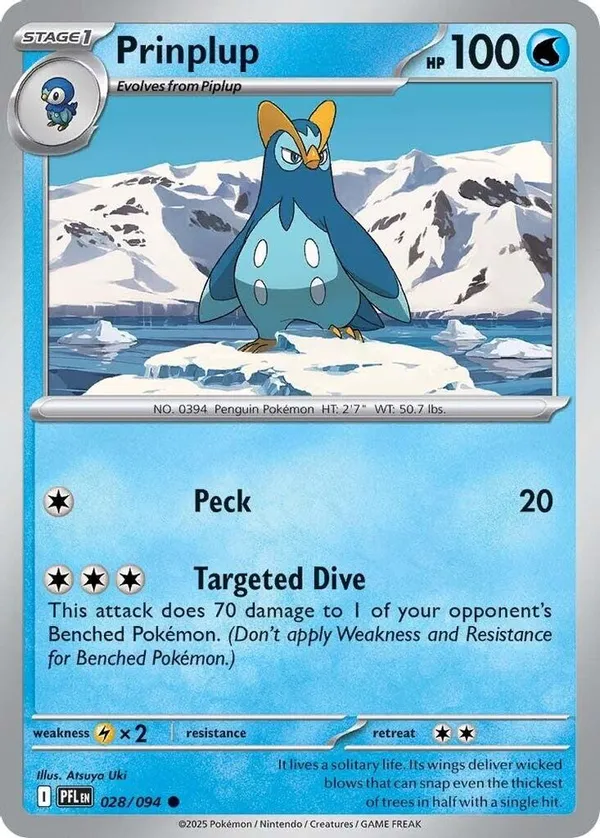 STAGE1
Prinplup
HP 100
Evolves from Piplup
NO. 0394 Penguin Pokémon HT: 2'7" WT: 50.7 lbs.
Peck 20
Targeted Dive
This attack does 70 damage to 1 of your opponent's
Benched Pokémon. (Don't apply Weakness and Resistance
for Benched Pokémon.)
weakness ×2 resistance retreat
It lives a solitary life. Its wings deliver wicked
blows that can snap even the thickest
of trees in half with a single hit.
Illus. Atsuya Uki
I PFL EN 028/094
©2025 Pokémon / Nintendo / Creatures / GAME FREAK